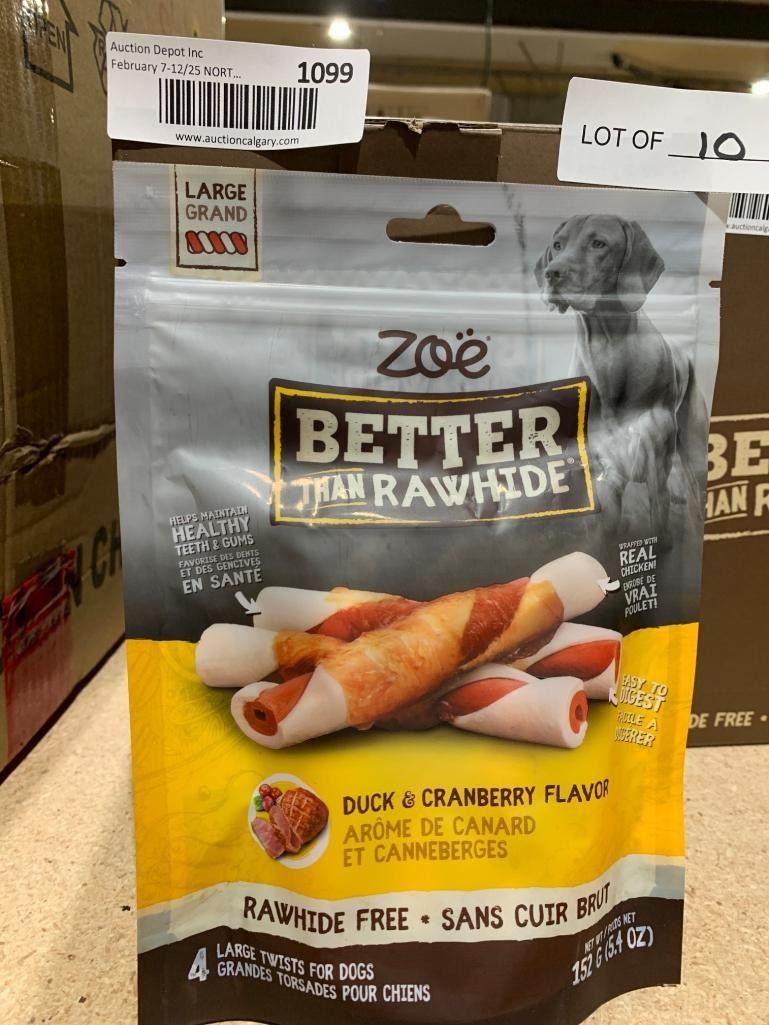 Auction Depot Inc
February 7-12/25 NORT... 1099
www.auctioncalgary.com
LOT OF 10
LARGE
GRAND
zoë
BETTER
THAN RAWHIDE®
HELPS MAINTAIN
HEALTHY
TEETH & GUMS
FAVORISE DES DENTS
ET DES GENCIVES
EN SANTÉ
WRAPPED WITH
REAL
CHICKEN!
ENROBÉ DE
VRAI
POULET!
EASY TO
DIGEST
FACILE À
DIGÉRER
DUCK & CRANBERRY FLAVOR
ARÔME DE CANARD
ET CANNEBERGES
RAWHIDE FREE • SANS CUIR BRUT
4 LARGE TWISTS FOR DOGS
GRANDES TORSADES POUR CHIENS
NET WT / POIDS NET
152 G (5.4 OZ)
BE
HAN R
DE FREE •